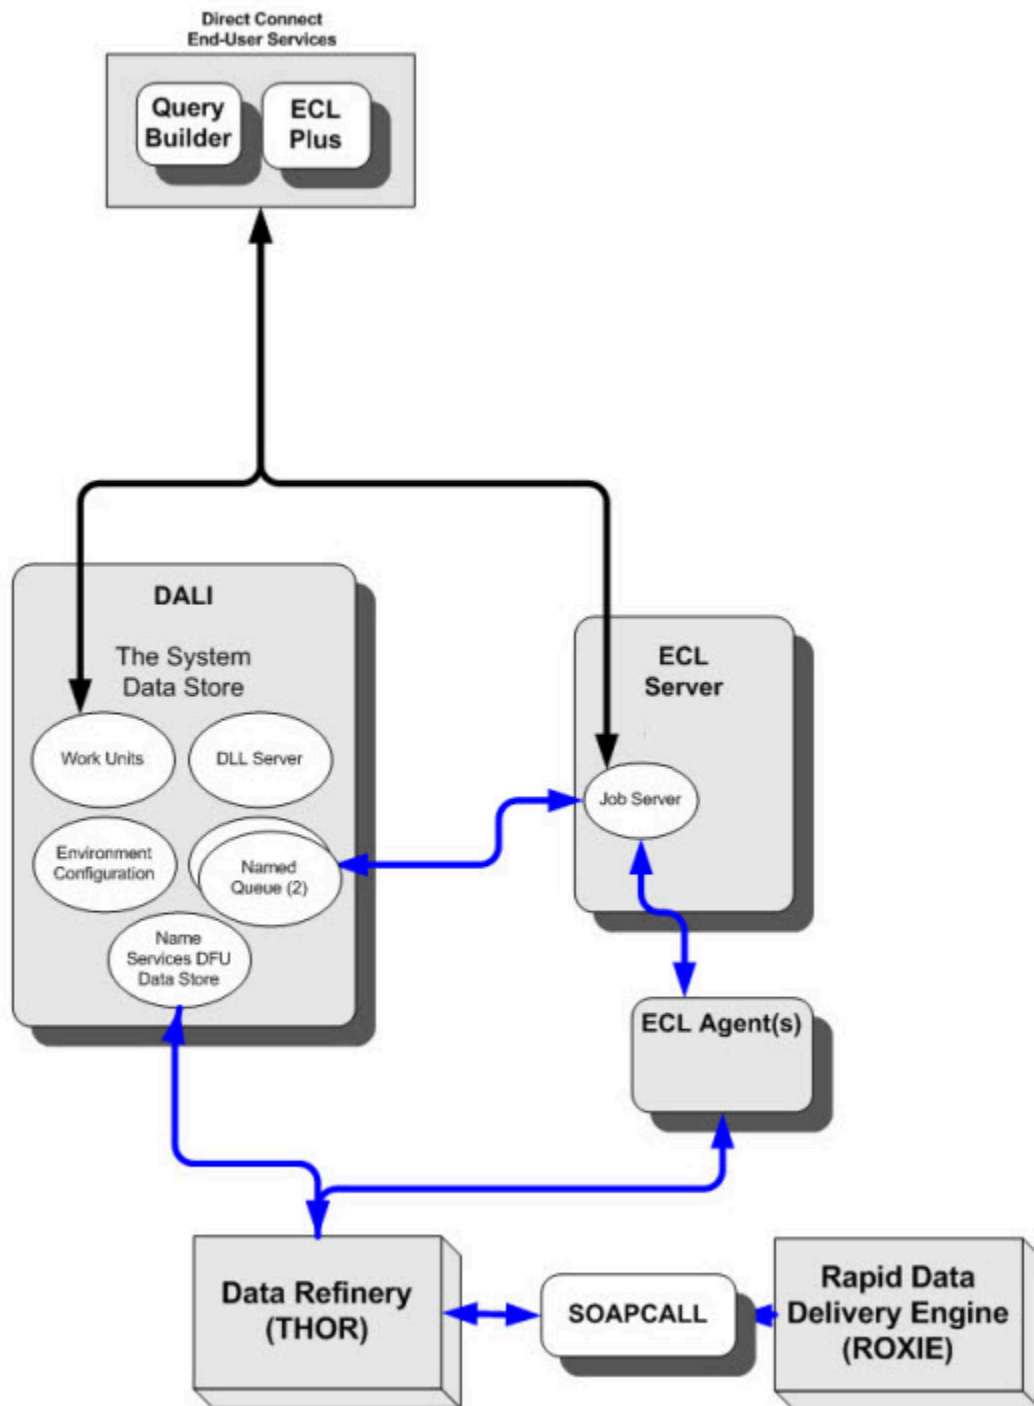 Direct Connect
End-User Services
Query
Builder
ECL
Plus
DALI
The System
Data Store
Work Units
DLL Server
Environment
Configuration
Named
Queue (2)
Name
Services DFU
Data Store
ECL
Server
Job Server
ECL Agent(s)
Data Refinery
(THOR)
SOAPCALL
Rapid Data
Delivery Engine
(ROXIE)